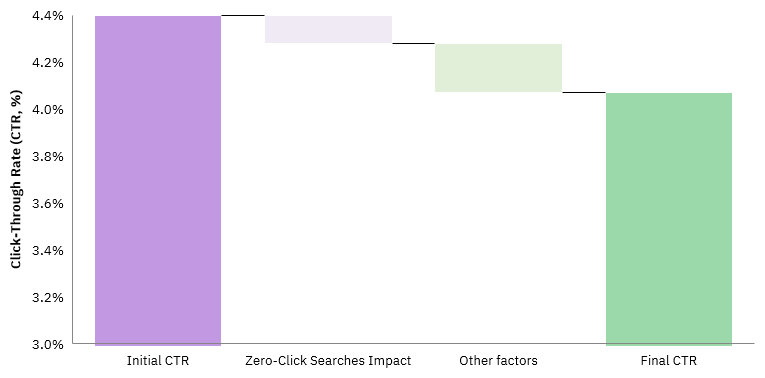 Click-Through Rate (CTR, %)
4.4%
4.2%
4.0%
3.8%
3.6%
3.4%
3.2%
3.0%
Initial CTR
Zero-Click Searches Impact
Other factors
Final CTR